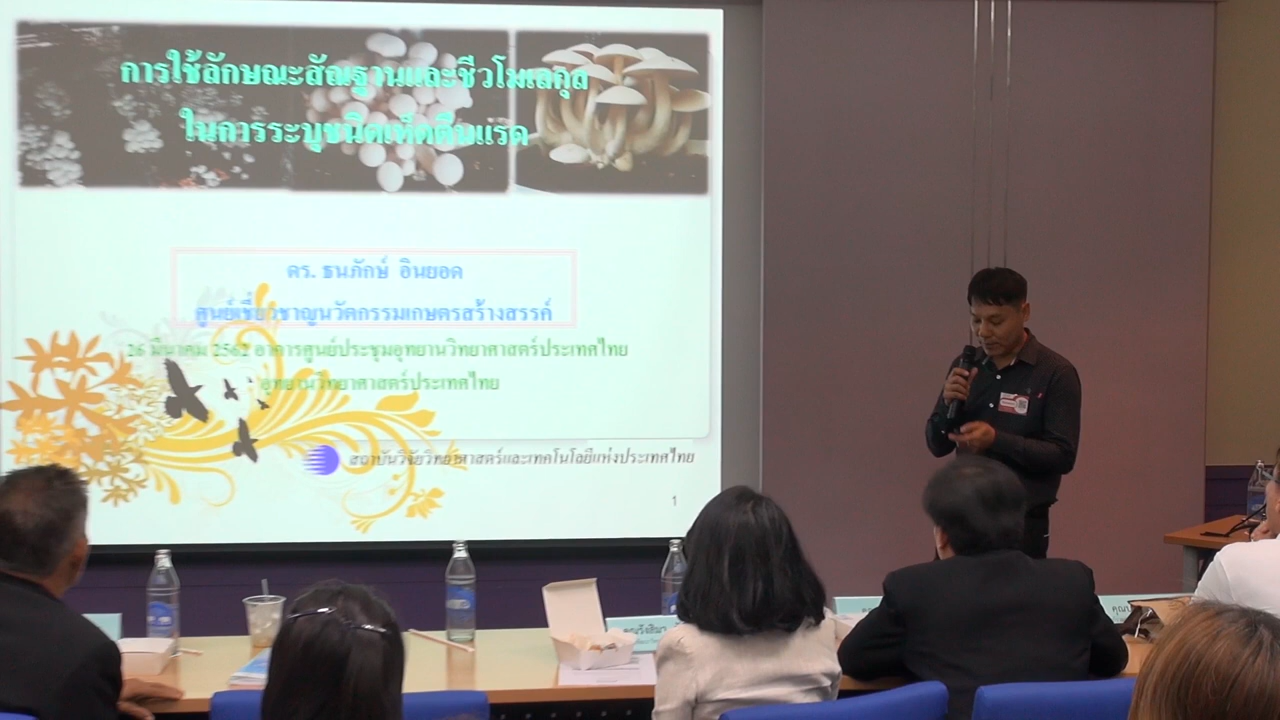 การใช้ลักษณะสัณฐานและชีวโมเลกุล
ในการระบุชนิดเห็ดตีนแรด
ดร. ธนภักษ์ อินยอด
ศูนย์เชี่ยวชาญนวัตกรรมเกษตรสร้างสรรค์
26 มีนาคม 2562 อาคารศูนย์ประชุมอุทยานวิทยาศาสตร์ประเทศไทย
อุทยานวิทยาศาสตร์ประเทศไทย
สถาบันวิจัยวิทยาศาสตร์และเทคโนโลยีแห่งประเทศไทย
1
คุณรังสิมา